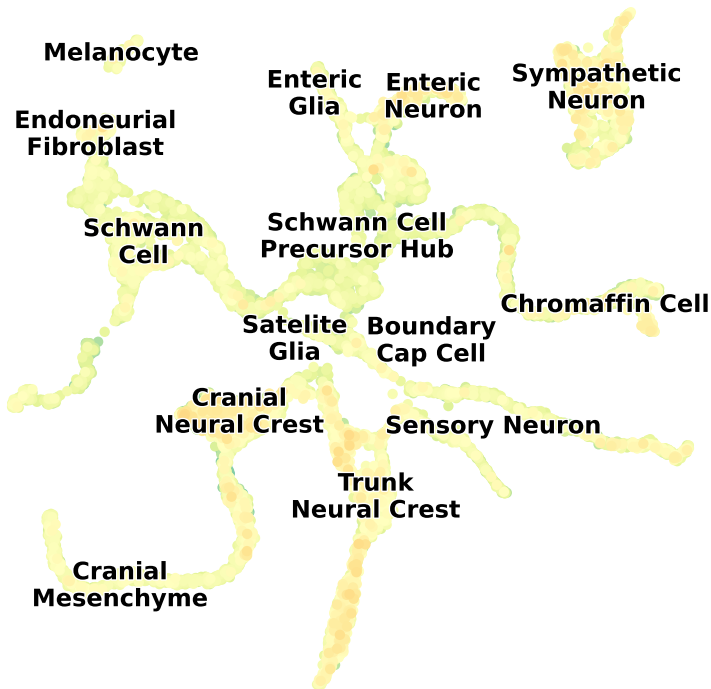 Melanocyte
Enteric
Glia
Enteric
Neuron
Sympathetic
Neuron
Endoneurial
Fibroblast
Schwann
Cell
Schwann Cell
Precursor Hub
Chromaffin Cell
Satelite
Glia
Boundary
Cap Cell
Cranial
Neural Crest
Sensory Neuron
Trunk
Neural Crest
Cranial
Mesenchyme